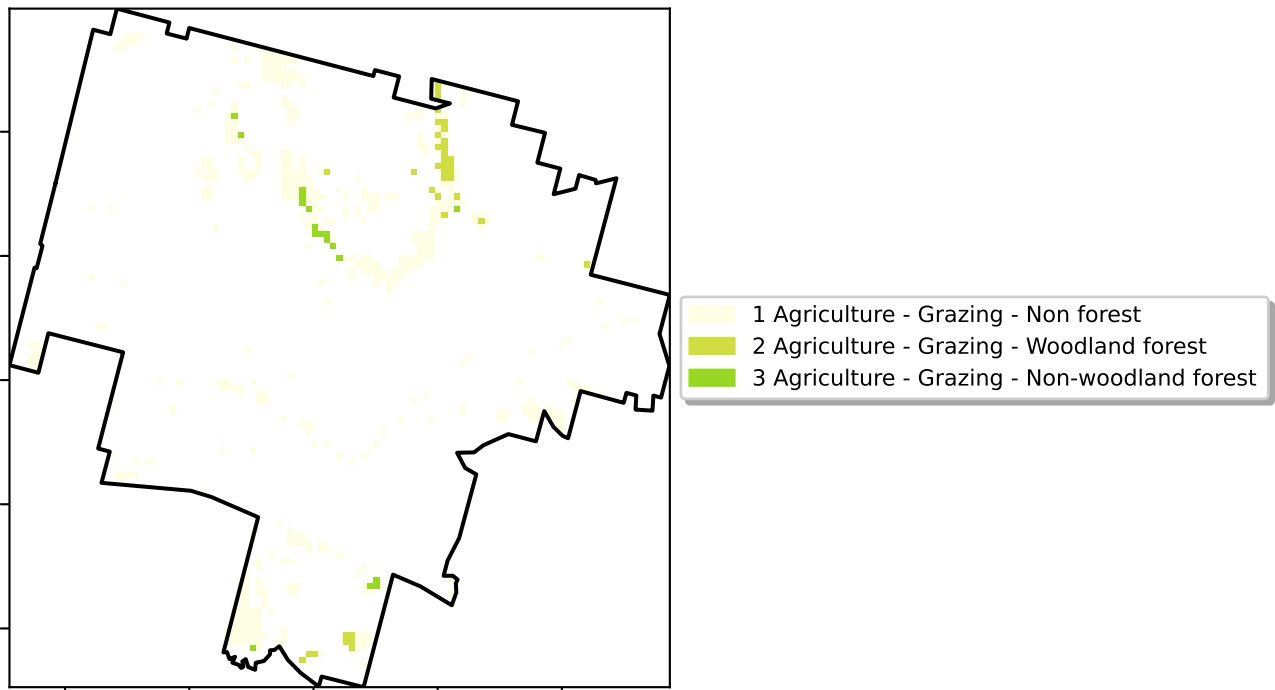 1 Agriculture - Grazing - Non forest
2 Agriculture - Grazing - Woodland forest
3 Agriculture - Grazing - Non-woodland forest